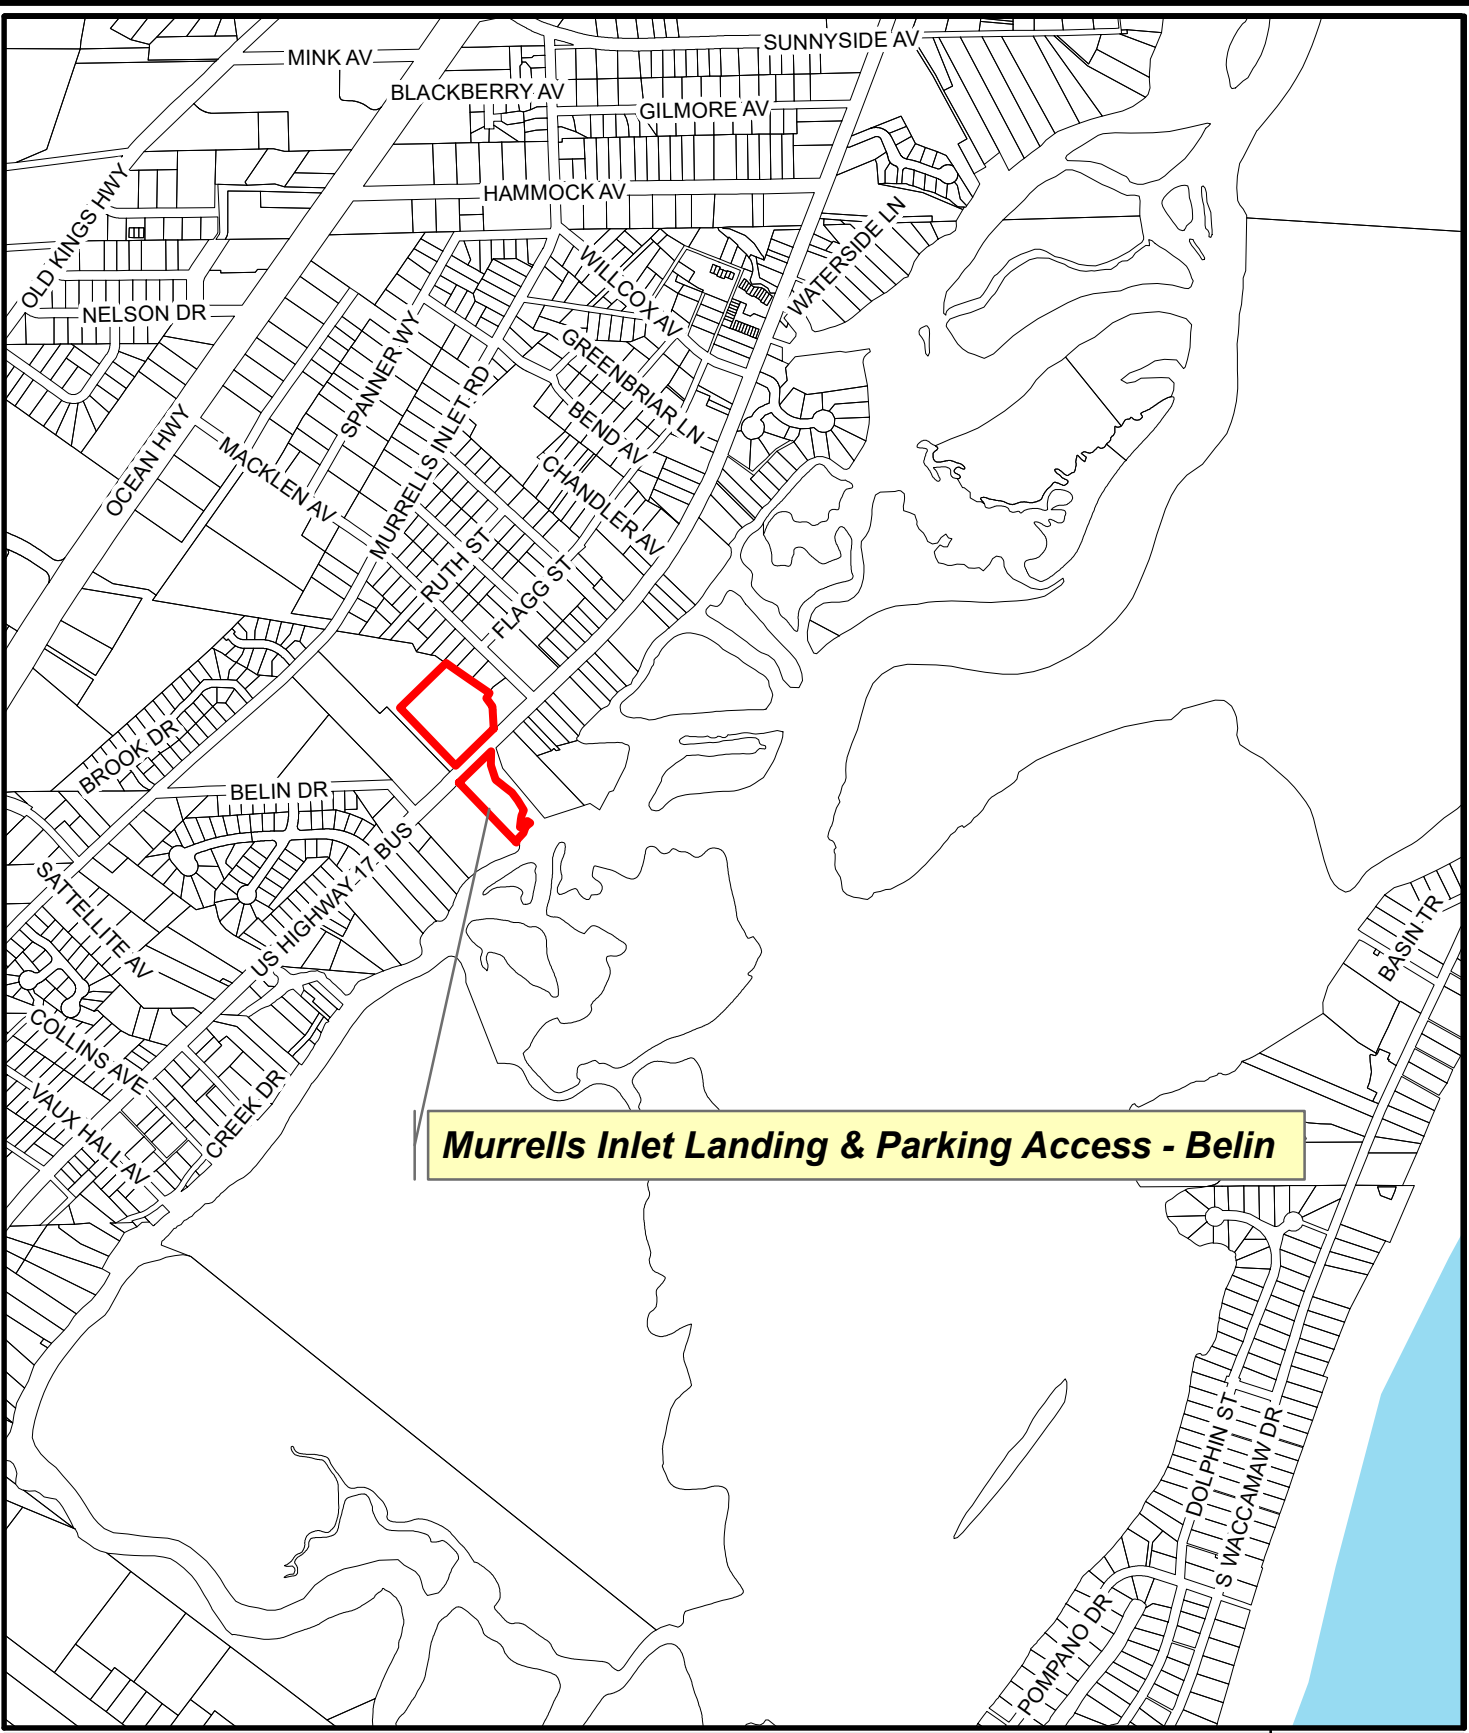 SUNNYSIDE AV
MINK AV
BLACKBERRY AV
GILMORE AV
HAMMOCK AV
OLD KINGS HWY
WATERSIDE LN
WILLCOX AV
NELSON DR
SPANNER WY
GREENBRIAR LN
MURRELLS INLET RD
BEND AV
OCEAN HWY
MACKLEN AV
CHANDLER AV
RUTH ST
FLAGG ST
BROOK DR
BELIN DR
US HIGHWAY 17 BUS
SATTELLITE AV
BASIN TR
COLLINS AVE
VAUX HALL AV
CREEK DR
Murrells Inlet Landing & Parking Access - Belin
DOLPHIN ST
S WACCAMAW DR
POMPANO DR